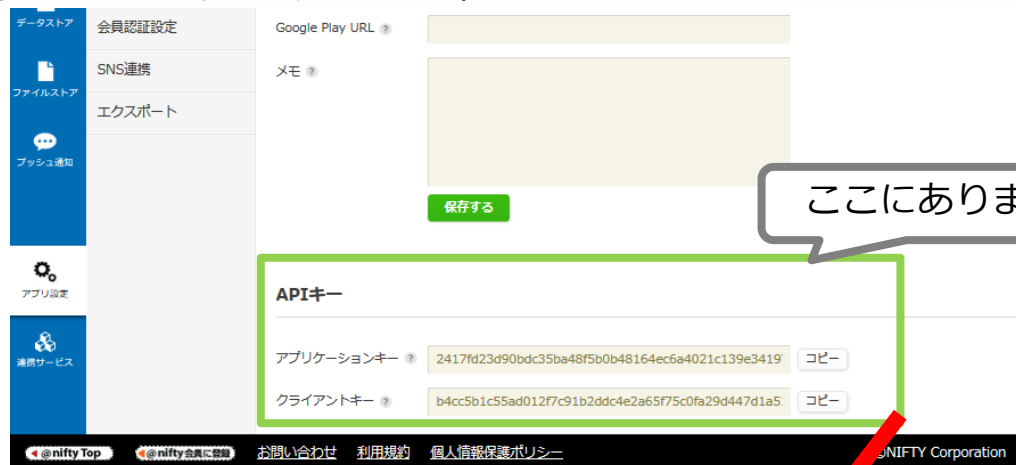 データストア
会員認証設定
Google Play URL
SNS連携
メモ
ファイルストア
エクスポート
プッシュ通知
保存する
ここにありま
アプリ設定
APIキー
連携サービス
アプリケーションキー 2417fd23d90bdc35ba48f5b0b48164ec6a4021c139e3419 コピー
クライアントキー b4cc5b1c55ad012f7c91b2ddc4e2a65f75c0fa29d447d1a5 コピー
@nifty Top @nifty会員に登録 お問い合わせ 利用規約 個人情報保護ポリシー NIFTY Corporation